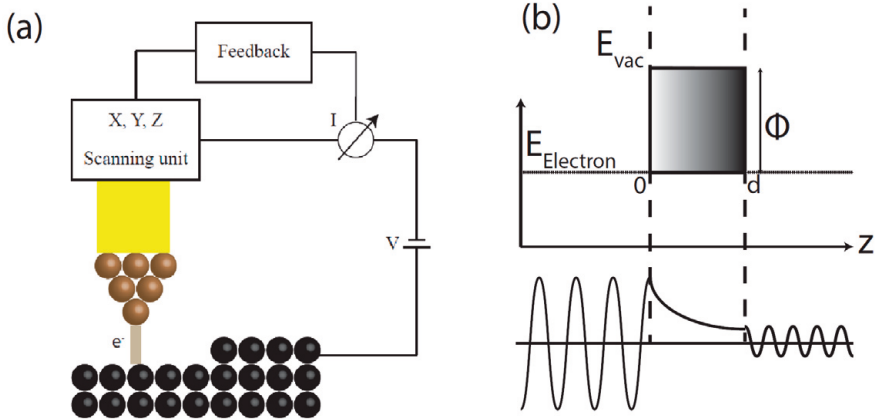 (a)
Feedback
X, Y, Z
Scanning unit
I
V
e-
(b)
Evac
Φ
EElectron
0
d
z